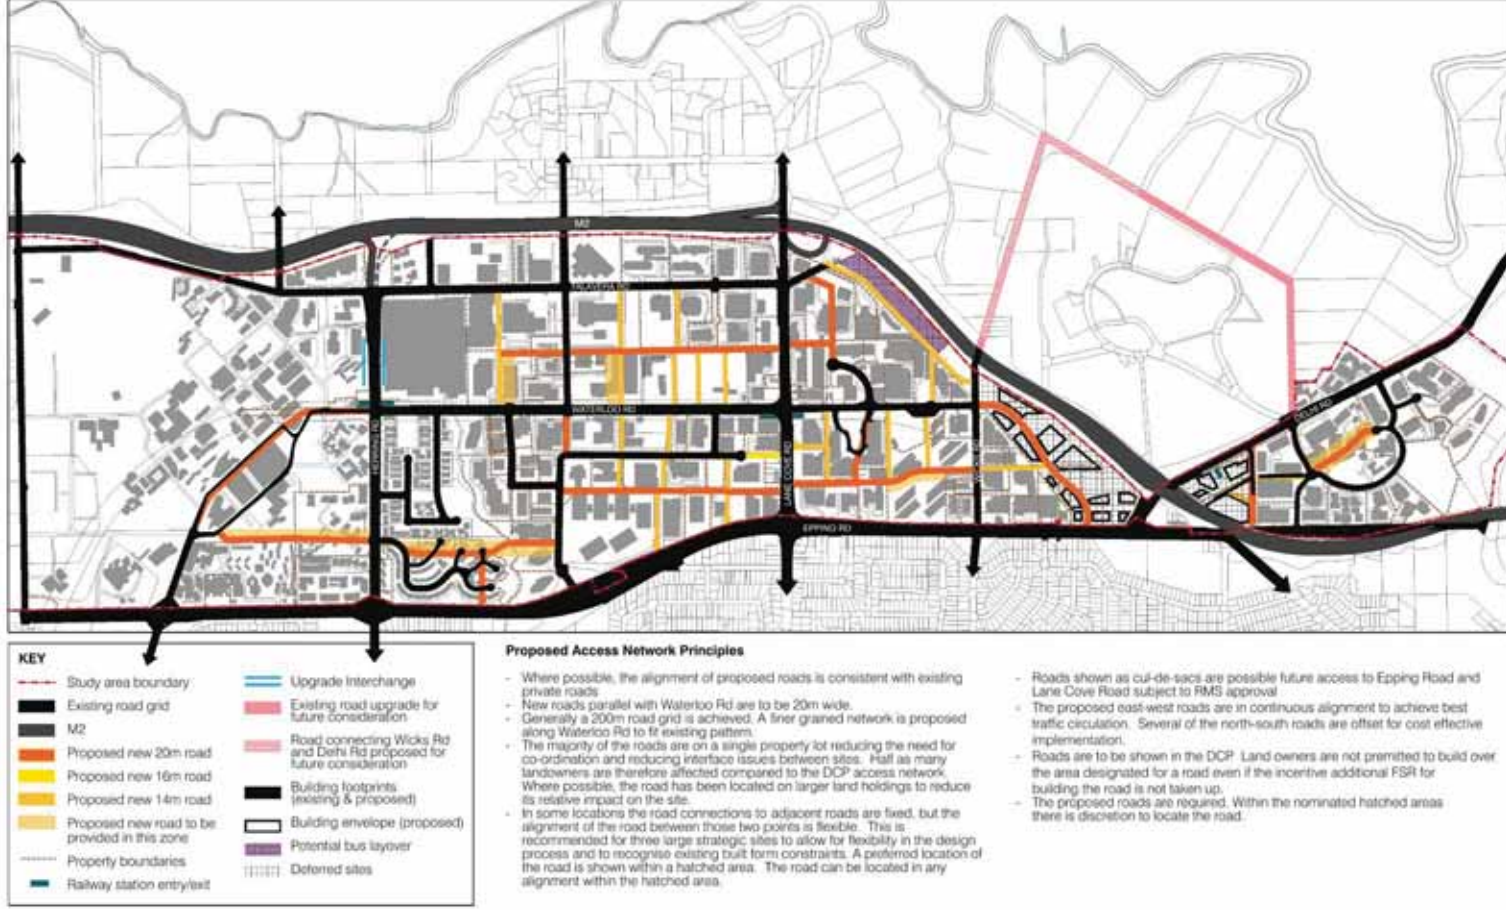 M2
TALAVERA RD
WATERLOO RD
HERRING RD
LANE COVE RD
WICKS RD
DELHI RD
EPPING RD
KEY
Study area boundary
Existing road grid
M2
Proposed new 20m road
Proposed new 16m road
Proposed new 14m road
Proposed new road to be
provided in this zone
Property boundaries
Railway station entry/exit
Upgrade Interchange
Existing road upgrade for
future consideration
Road connecting Wicks Rd
and Delhi Rd proposed for
future consideration
Building footprints
(existing & proposed)
Building envelope (proposed)
Potential bus layover
Deferred sites
Proposed Access Network Principles
- Where possible, the alignment of proposed roads is consistent with existing
private roads
- New roads parallel with Waterloo Rd are to be 20m wide.
- Generally a 200m road grid is achieved. A finer grained network is proposed
along Waterloo Rd to fit existing pattern.
- The majority of the roads are on a single property lot reducing the need for
co-ordination and reducing interface issues between sites. Half as many
landowners are therefore affected compared to the DCP access network.
Where possible, the road has been located on larger land holdings to reduce
its relative impact on the site.
- In some locations the road connections to adjacent roads are fixed, but the
alignment of the road between those two points is flexible. This is
recommended for three large strategic sites to allow for flexibility in the design
process and to recognise existing built form constraints. A preferred location of
the road is shown within a hatched area. The road can be located in any
alignment within the hatched area.
- Roads shown as cul-de-sacs are possible future access to Epping Road and
Lane Cove Road subject to RMS approval
- The proposed east-west roads are in continuous alignment to achieve best
traffic circulation. Several of the north-south roads are offset for cost effective
implementation.
- Roads are to be shown in the DCP. Land owners are not premitted to build over
the area designated for a road even if the incentive additional FSR for
building the road is not taken up.
- The proposed roads are required. Within the nominated hatched areas
there is discretion to locate the road.